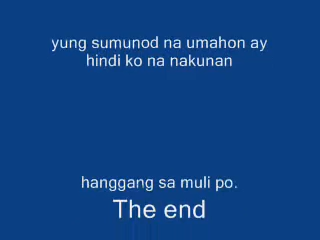 yung sumunod na umahon ay
hindi ko na nakunan
hanggang sa muli po.
The end